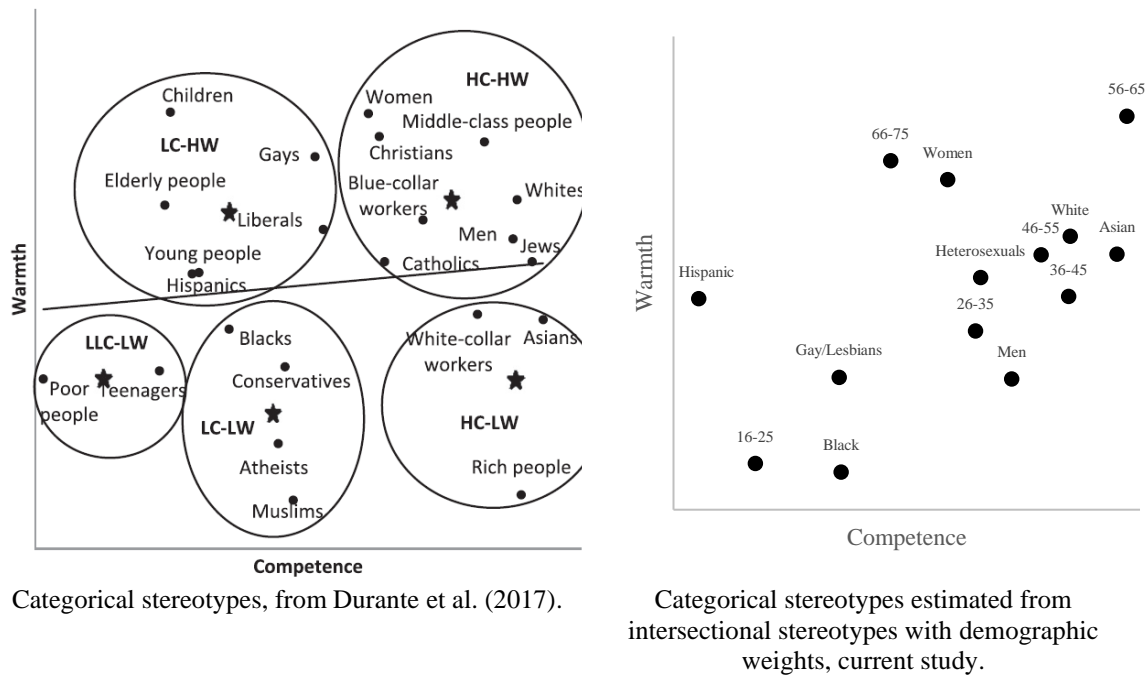 HC-HW
Children
Women
LC-HW
Middle-class people
Gays
Christians
Elderly people
Blue-collar
workers
Whites
Liberals
Men
Young people
Jews
Catholics
Hispanics
Warmth
LLC-LW
Blacks
White-collar
workers
Asians
Poor
people
Teenagers
Conservatives
LC-LW
HC-LW
Atheists
Rich people
Muslims
Competence
Categorical stereotypes, from Durante et al. (2017).
56-65
66-75
Women
White
46-55
Asian
Heterosexuals
Hispanic
36-45
Warmth
26-35
Gay/Lesbians
Men
16-25
Black
Competence
Categorical stereotypes estimated from
intersectional stereotypes with demographic
weights, current study.